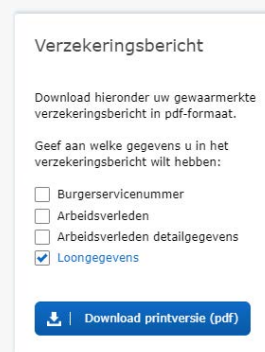 Verzekeringsbericht
Download hieronder uw gewaarmerkte
verzekeringsbericht in pdf-formaat.
Geef aan welke gegevens u in het
verzekeringsbericht wilt hebben:
Burgerservicenummer
Arbeidsverleden
Arbeidsverleden detailgegevens
Loongegevens
Download printversie (pdf)